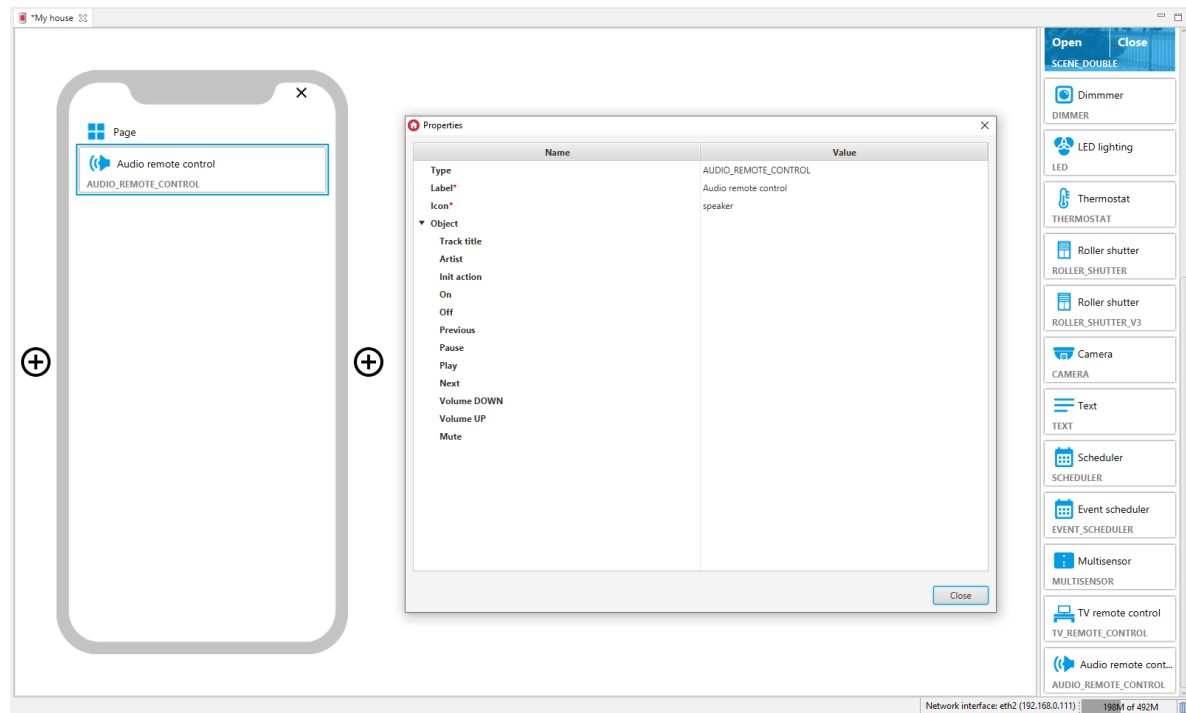 *My house
Page
Audio remote control
AUDIO_REMOTE_CONTROL
Properties
Name Value
Type AUDIO_REMOTE_CONTROL
Label* Audio remote control
Icon* speaker
Object
Track title
Artist
Init action
On
Off
Previous
Pause
Play
Next
Volume DOWN
Volume UP
Mute
Close
Open Close
SCENE_DOUBLE
Dimmmer
DIMMER
LED lighting
LED
Thermostat
THERMOSTAT
Roller shutter
ROLLER_SHUTTER
Roller shutter
ROLLER_SHUTTER_V3
Camera
CAMERA
Text
TEXT
Scheduler
SCHEDULER
Event scheduler
EVENT_SCHEDULER
Multisensor
MULTISENSOR
TV remote control
TV_REMOTE_CONTROL
Audio remote cont...
AUDIO_REMOTE_CONTROL
Network interface: eth2 (192.168.0.111) 198M of 492M